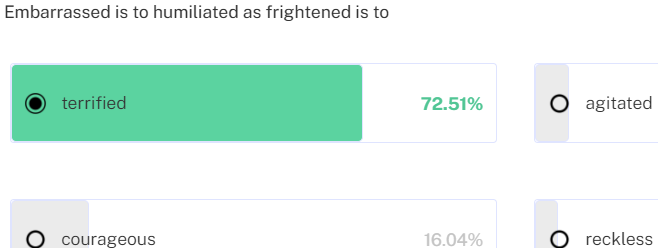 Embarrassed is to humiliated as frightened is to
terrified 72.51% agitated
courageous 16.04% reckless